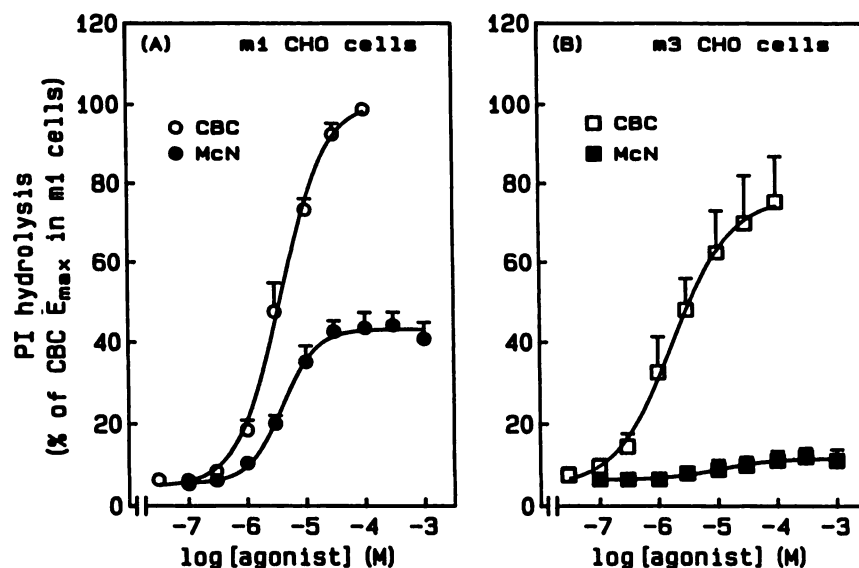 PI hydrolysis
(% of CBC Emax in m1 cells)
(A) m1 CHO cells
CBC
McN
120
100
80
60
40
20
0
-7 -6 -5 -4 -3
log [agonist] (M)
(B) m3 CHO cells
CBC
McN
120
100
80
60
40
20
0
-7 -6 -5 -4 -3
log [agonist] (M)